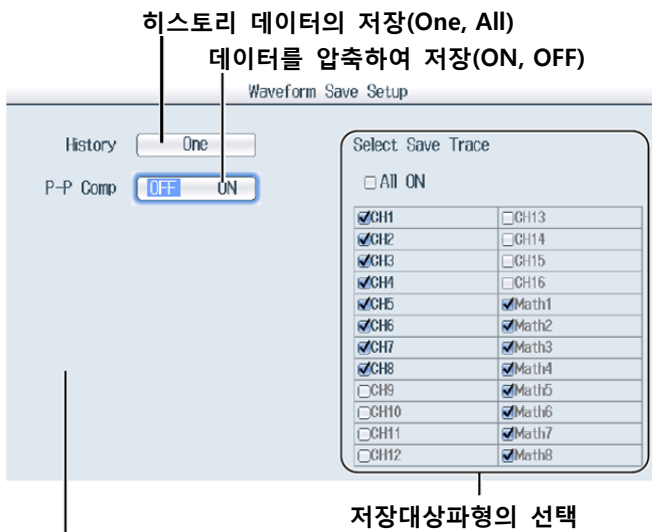 히스토리 데이터의 저장(One, All)
데이터를 압축하여 저장(ON, OFF)
Waveform Save Setup
History One
P-P Comp OFF ON
Select Save Trace
All ON
CH1 CH13
CH2 CH14
CH3 CH15
CH4 CH16
CH5 Math1
CH6 Math2
CH7 Math3
CH8 Math4
CH9 Math5
CH10 Math6
CH11 Math7
CH12 Math8
저장대상파형의 선택